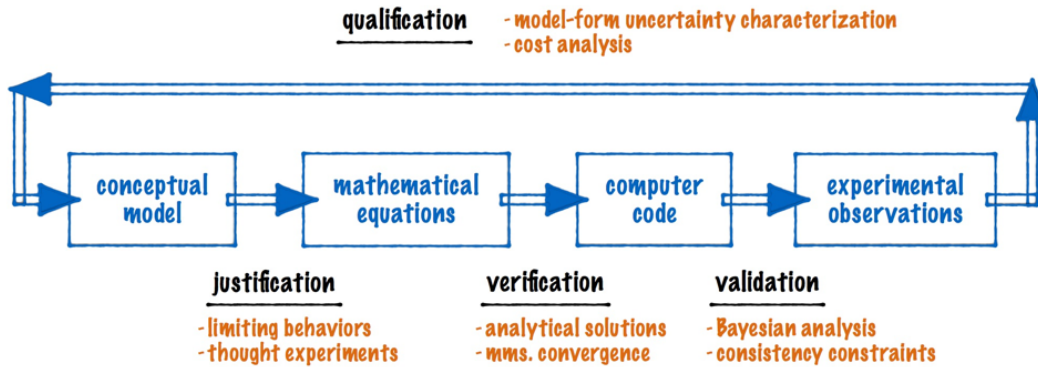 qualification
- model-form uncertainty characterization
- cost analysis
conceptual
model
mathematical
equations
computer
code
experimental
observations
justification
- limiting behaviors
- thought experiments
verification
- analytical solutions
- mms. convergence
validation
- Bayesian analysis
- consistency constraints